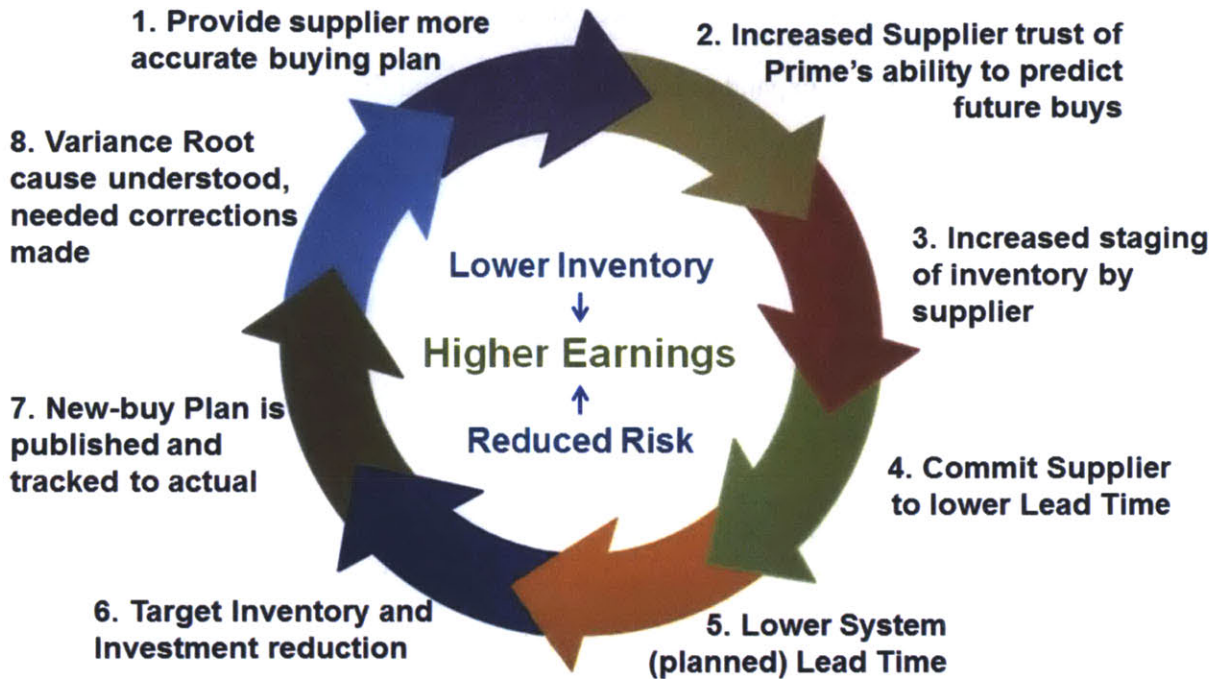 1. Provide supplier more
accurate buying plan
2. Increased Supplier trust of
Prime's ability to predict
future buys
3. Increased staging
of inventory by
supplier
4. Commit Supplier
to lower Lead Time
5. Lower System
(planned) Lead Time
6. Target Inventory and
Investment reduction
7. New-buy Plan is
published and
tracked to actual
8. Variance Root
cause understood,
needed corrections
made
Lower Inventory
Higher Earnings
Reduced Risk